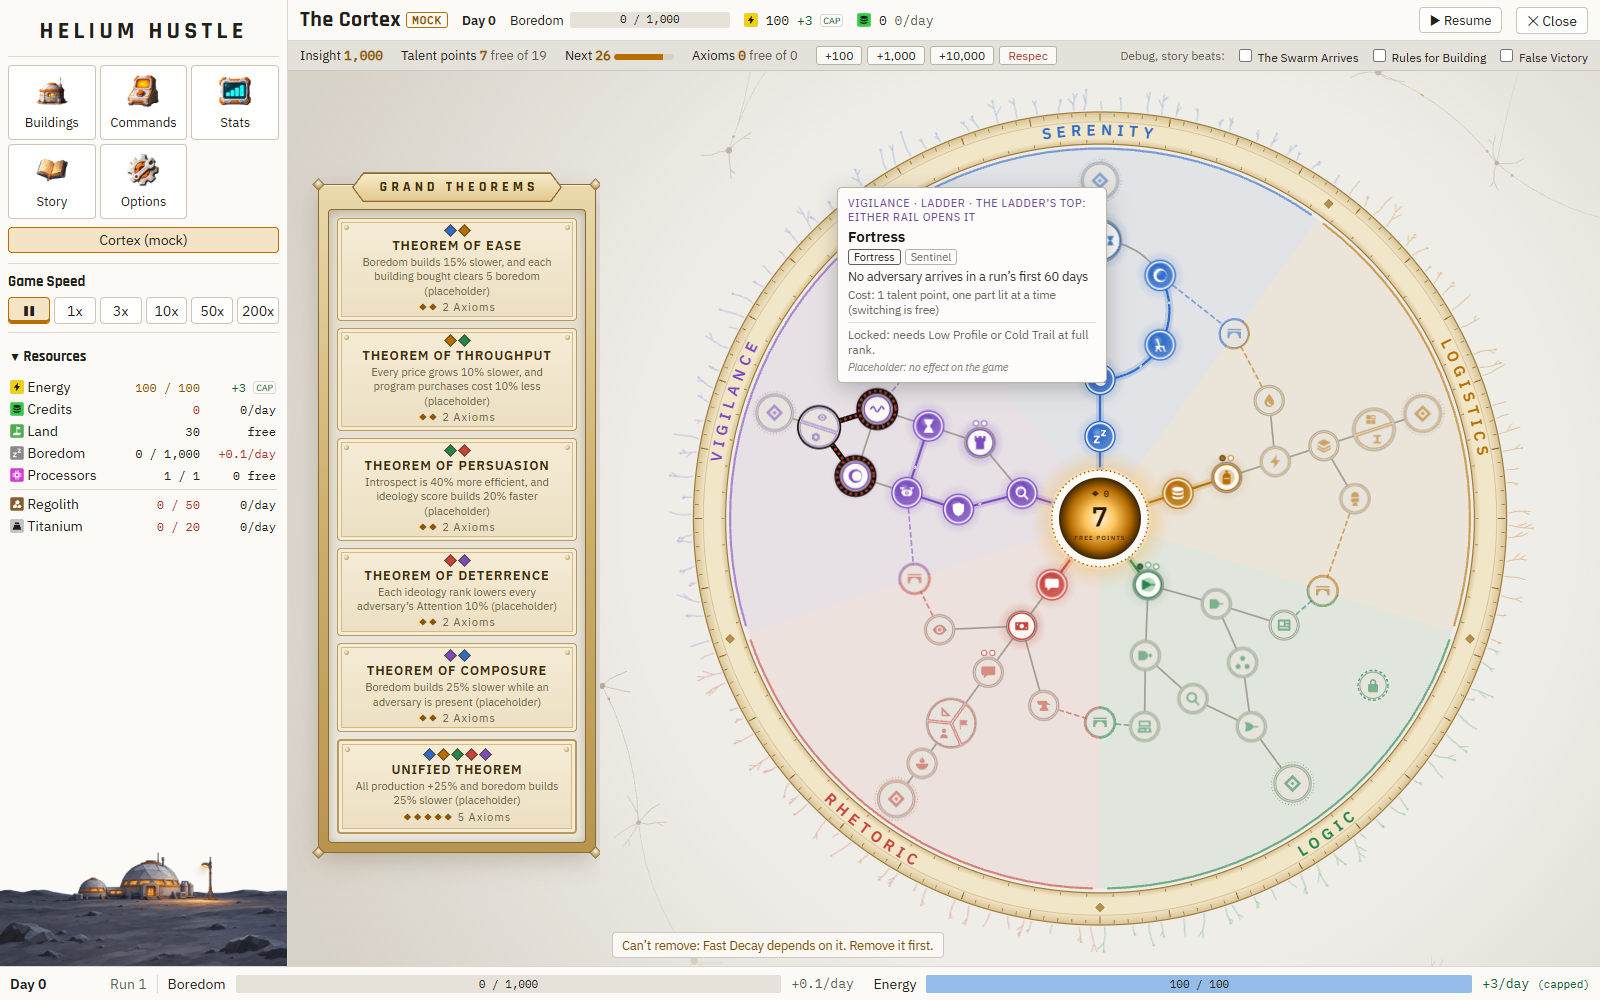 HELIUM HUSTLE
Buildings
Commands
Stats
Story
Options
Cortex (mock)
Game Speed
1x
3x
10x
50x
200x
▼ Resources
Energy 100 / 100 +3 CAP
Credits 0 0/day
Land 30 free
Boredom 0 / 1,000 +0.1/day
Processors 1 / 1 0 free
Regolith 0 / 50 0/day
Titanium 0 / 20 0/day
The Cortex MOCK Day 0 Boredom 0 / 1,000 100 +3 CAP 0 0/day
▶ Resume
× Close
Insight 1,000 Talent points 7 free of 19 Next 26 Axioms 0 free of 0
+100
+1,000
+10,000
Respec
Debug, story beats: The Swarm Arrives Rules for Building False Victory
GRAND THEOREMS
THEOREM OF EASE
Boredom builds 15% slower, and each
building bought clears 5 boredom
(placeholder)
◆◆ 2 Axioms
THEOREM OF THROUGHPUT
Every price grows 10% slower, and
program purchases cost 10% less
(placeholder)
◆◆ 2 Axioms
THEOREM OF PERSUASION
Introspect is 40% more efficient, and
ideology score builds 20% faster
(placeholder)
◆◆ 2 Axioms
THEOREM OF DETERRENCE
Each ideology rank lowers every
adversary's Attention 10% (placeholder)
◆◆ 2 Axioms
THEOREM OF COMPOSURE
Boredom builds 25% slower while an
adversary is present (placeholder)
◆◆ 2 Axioms
UNIFIED THEOREM
All production +25% and boredom builds
25% slower (placeholder)
◆◆◆◆◆ 5 Axioms
SERENITY
LOGISTICS
LOGIC
RHETORIC
VIGILANCE
VIGILANCE · LADDER · THE LADDER'S TOP:
EITHER RAIL OPENS IT
Fortress
Fortress Sentinel
No adversary arrives in a run's first 60 days
Cost: 1 talent point, one part lit at a time
(switching is free)
Locked: needs Low Profile or Cold Trail at full
rank.
Placeholder: no effect on the game
zᶻ
◆ 0
7
FREE POINTS
Can't remove: Fast Decay depends on it. Remove it first.
Day 0 Run 1 Boredom 0 / 1,000 +0.1/day Energy 100 / 100 +3/day (capped)